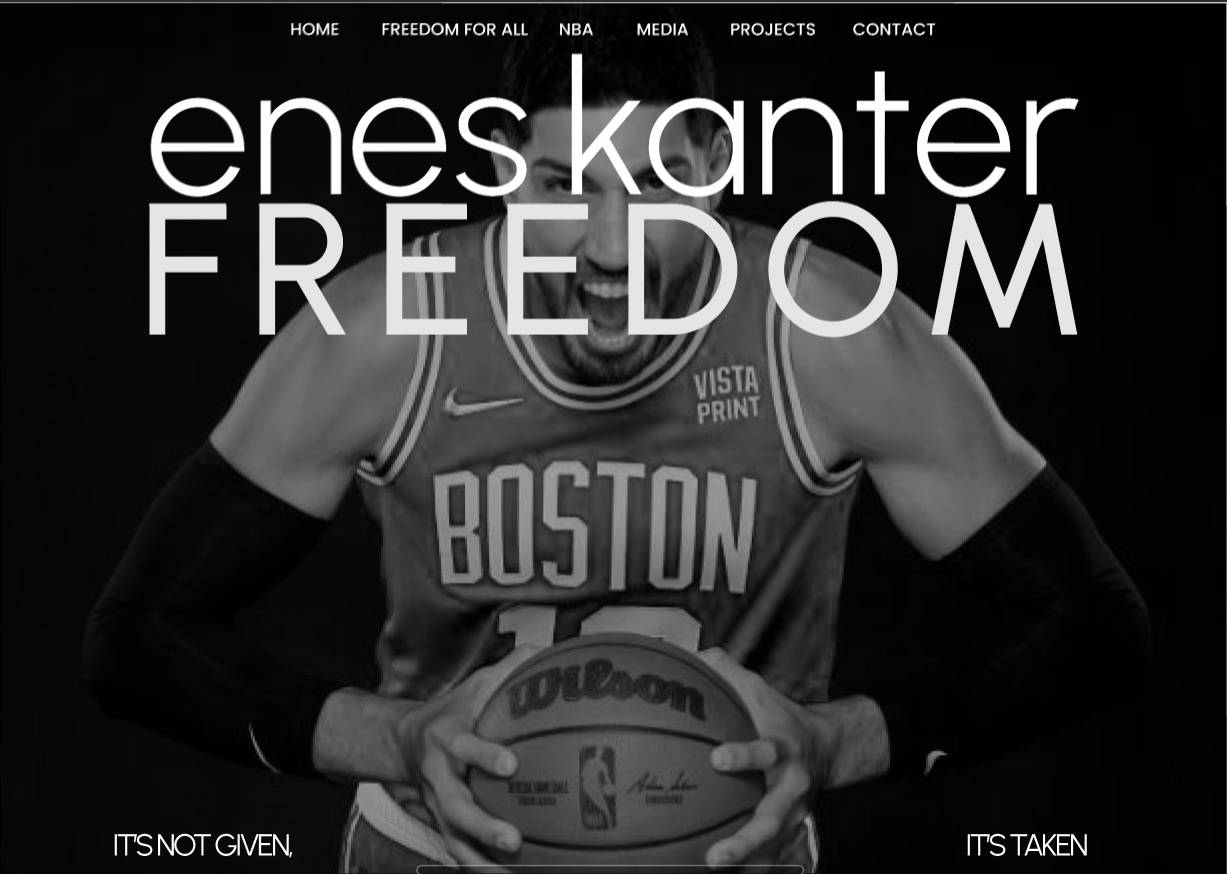 HOME FREEDOM FOR ALL NBA MEDIA PROJECTS CONTACT
enes kanter
FREEDOM
VISTA
PRINT
BOSTON
13
Wilson
IT'S NOT GIVEN,
IT'S TAKEN